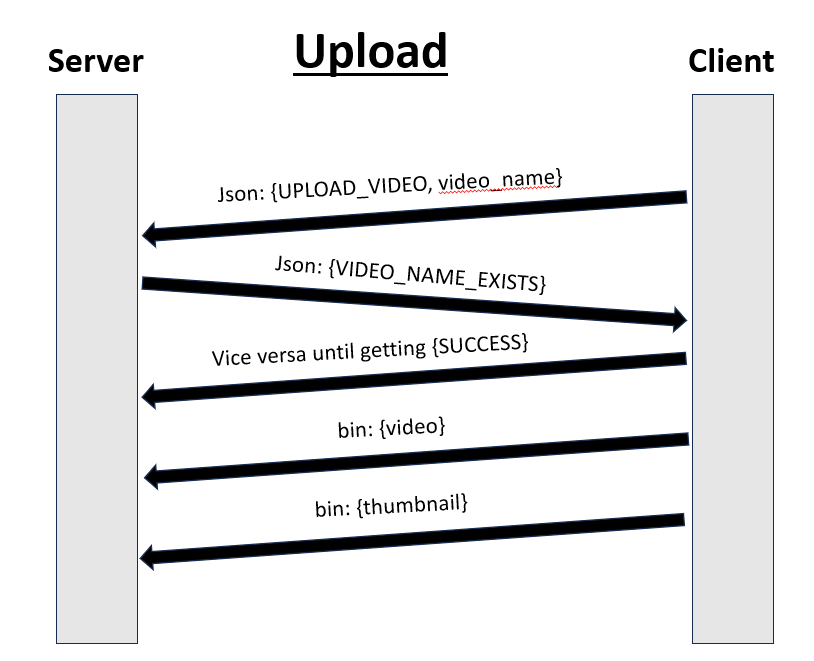 Upload
Server
Client
Json: {UPLOAD_VIDEO, video_name}
Json: {VIDEO_NAME_EXISTS}
Vice versa until getting {SUCCESS}
bin: {video}
bin: {thumbnail}